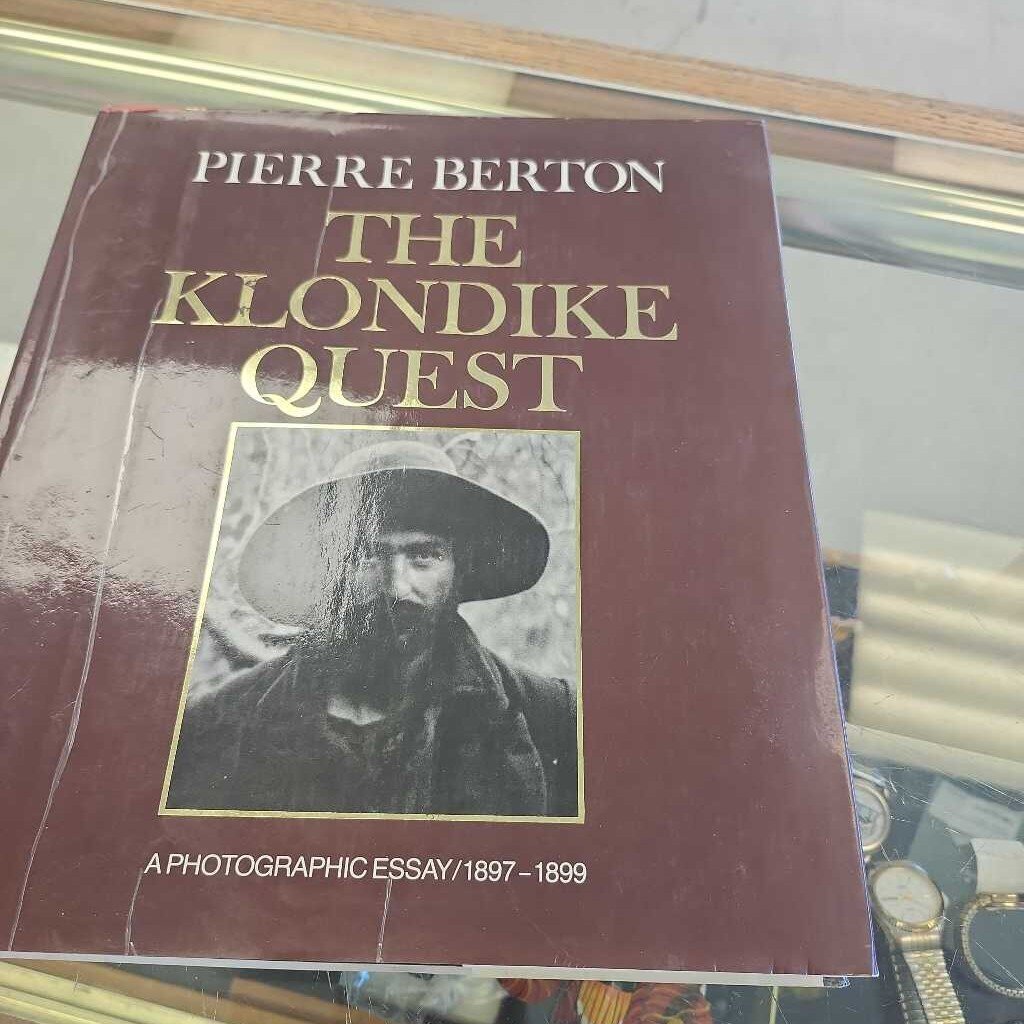 PIERRE BERTON
THE
KLONDIKE
QUEST
A PHOTOGRAPHIC ESSAY/1897–1899